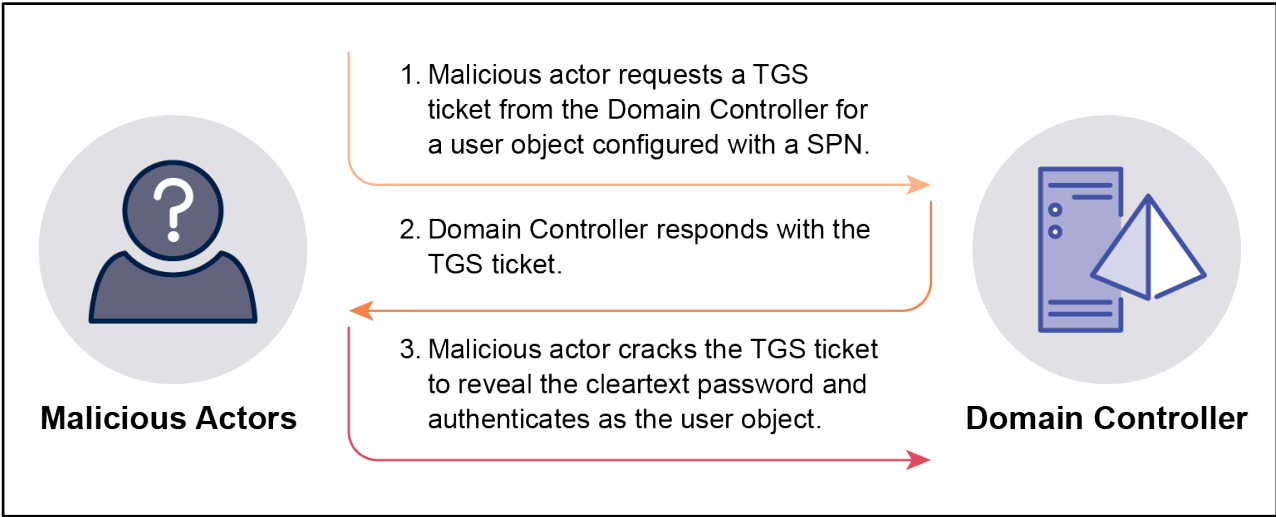 1. Malicious actor requests a TGS
ticket from the Domain Controller for
a user object configured with a SPN.
2. Domain Controller responds with the
TGS ticket.
3. Malicious actor cracks the TGS ticket
to reveal the cleartext password and
authenticates as the user object.
?
Malicious Actors
Domain Controller